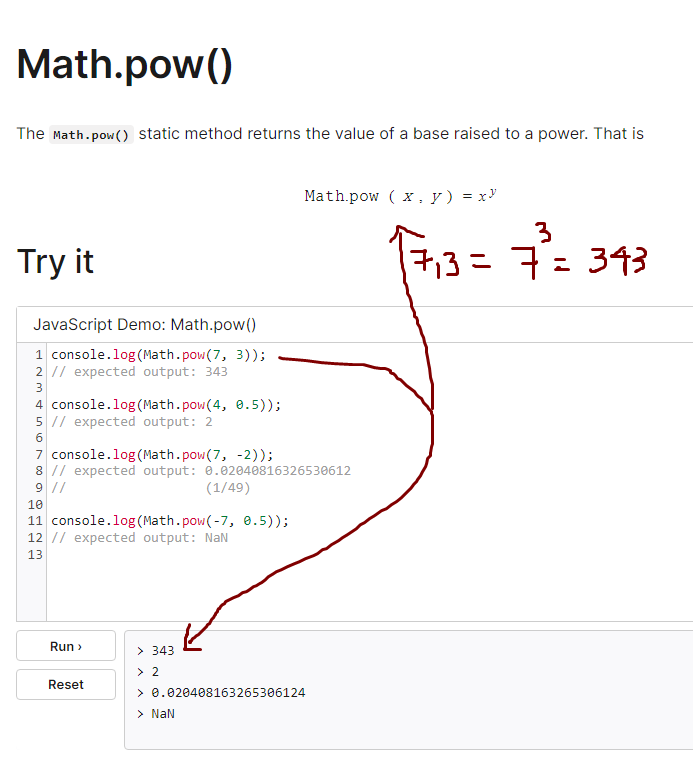 Math.pow()
The Math.pow() static method returns the value of a base raised to a power. That is
Math.pow ( x , y ) = xʸ
7,3 = 7³ = 343
Try it
JavaScript Demo: Math.pow()
1 console.log(Math.pow(7, 3));
2 // expected output: 343
3
4 console.log(Math.pow(4, 0.5));
5 // expected output: 2
6
7 console.log(Math.pow(7, -2));
8 // expected output: 0.02040816326530612
9 // (1/49)
10
11 console.log(Math.pow(-7, 0.5));
12 // expected output: NaN
13
Run ›
Reset
> 343
> 2
> 0.020408163265306124
> NaN